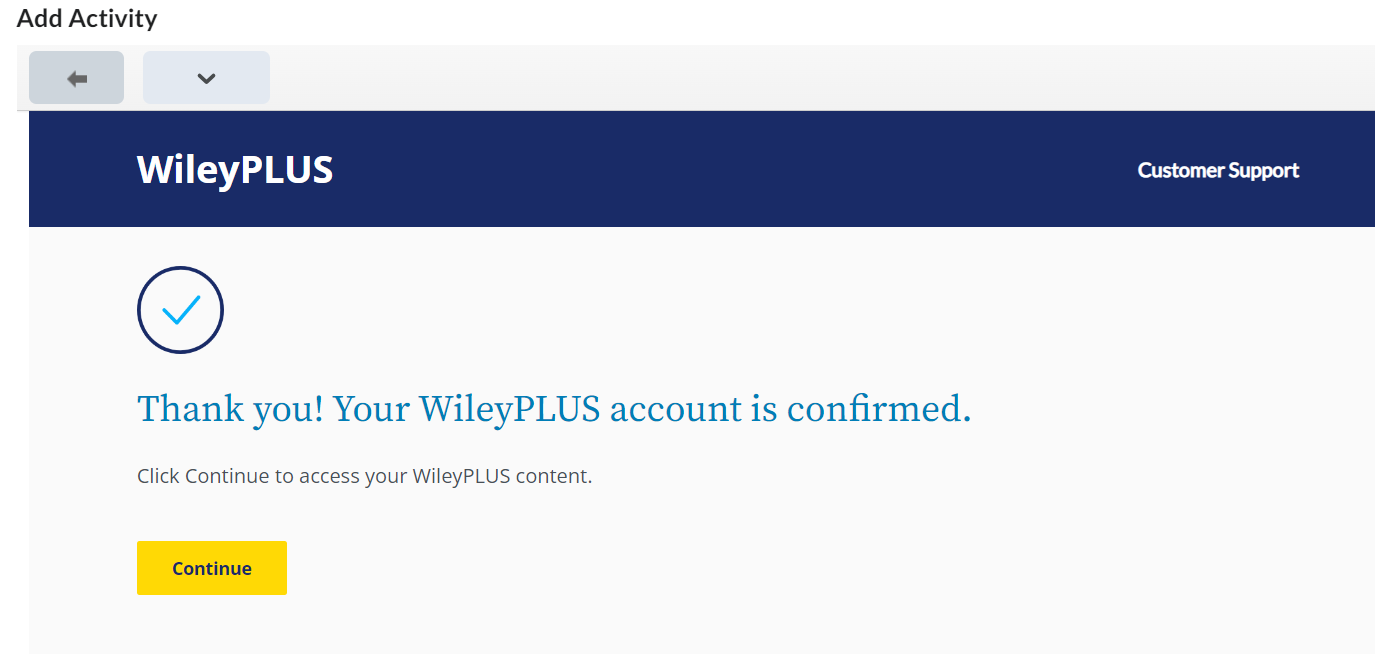 Add Activity
WileyPLUS
Customer Support
Thank you! Your WileyPLUS account is confirmed.
Click Continue to access your WileyPLUS content.
Continue